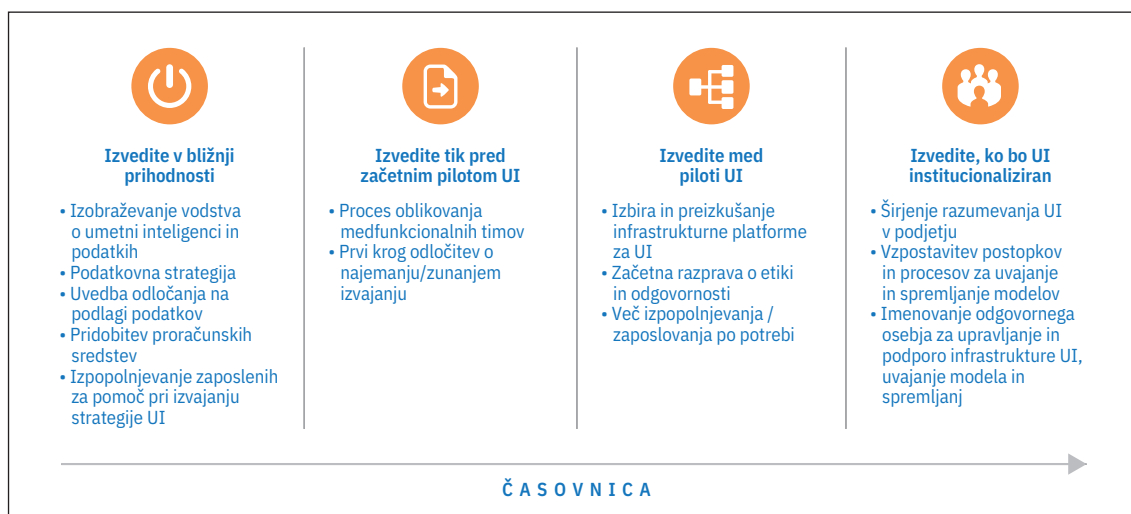 Izvedite v bližnji
prihodnosti
• Izobraževanje vodstva
o umetni inteligenci in
podatkih
• Podatkovna strategija
• Uvedba odločanja na
podlagi podatkov
• Pridobitev proračunskih
sredstev
• Izpopolnjevanje zaposlenih
za pomoč pri izvajanju
strategije UI
Izvedite tik pred
začetnim pilotom UI
• Proces oblikovanja
medfunkcionalnih timov
• Prvi krog odločitev o
najemanju/zunanjem
izvajanju
Izvedite med
piloti UI
• Izbira in preizkušanje
infrastrukturne platforme
za UI
• Začetna razprava o etiki
in odgovornosti
• Več izpopolnjevanja /
zaposlovanja po potrebi
Izvedite, ko bo UI
institucionaliziran
• Širjenje razumevanja UI
v podjetju
• Vzpostavitev postopkov
in procesov za uvajanje
in spremljanje modelov
• Imenovanje odgovornega
osebja za upravljanje in
podporo infrastrukture UI,
uvajanje modela in
spremljanj
ČASOVNICA